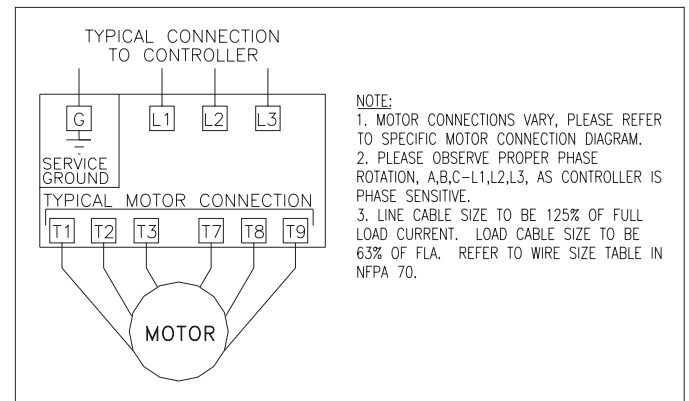 TYPICAL CONNECTION
TO CONTROLLER
G
L1
L2
L3
SERVICE
GROUND
TYPICAL MOTOR CONNECTION
T1
T2
T3
T7
T8
T9
MOTOR
NOTE:
1. MOTOR CONNECTIONS VARY, PLEASE REFER
TO SPECIFIC MOTOR CONNECTION DIAGRAM.
2. PLEASE OBSERVE PROPER PHASE
ROTATION, A,B,C-L1,L2,L3, AS CONTROLLER IS
PHASE SENSITIVE.
3. LINE CABLE SIZE TO BE 125% OF FULL
LOAD CURRENT. LOAD CABLE SIZE TO BE
63% OF FLA. REFER TO WIRE SIZE TABLE IN
NFPA 70.